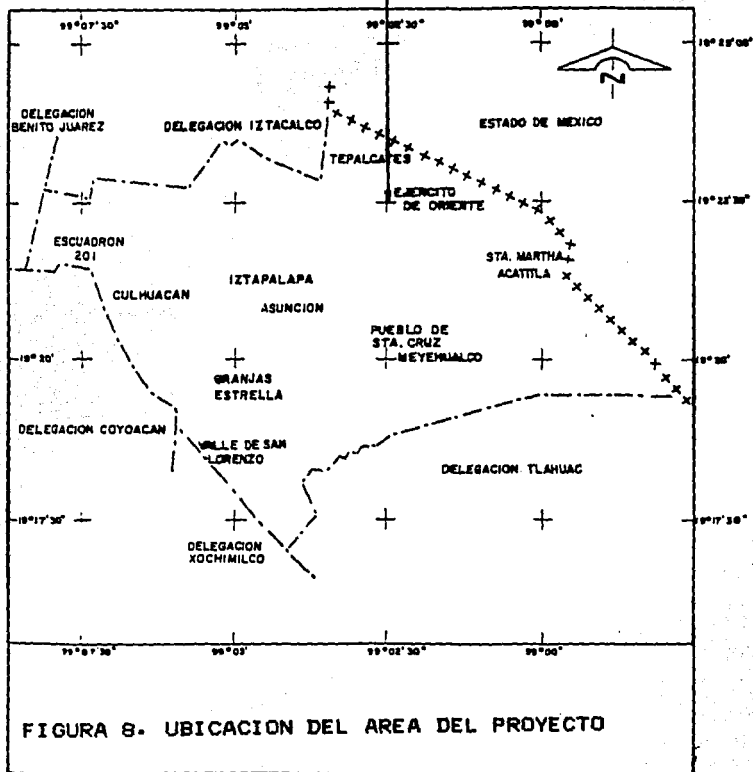 99°07'30"
99°05'
99°02'30"
99°00'
DELEGACION
BENITO JUAREZ
DELEGACION IZTACALCO
ESTADO DE MEXICO
N
TEPALCATES
EJERCITO
DE ORIENTE
19°22'30"
ESCUADRON
201
STA. MARTHA
ACATITLA
IZTAPALAPA
CULHUACAN
ASUNCION
PUEBLO DE
STA. CRUZ
MEYEHUALCO
19°20'
GRANJAS
ESTRELLA
DELEGACION COYOACAN
VALLE DE SAN
LORENZO
DELEGACION TLAHUAC
19°17'30"
19°17'30"
DELEGACION
XOCHIMILCO
99°07'30"
99°05'
99°02'30"
99°00'
FIGURA 8. UBICACION DEL AREA DEL PROYECTO